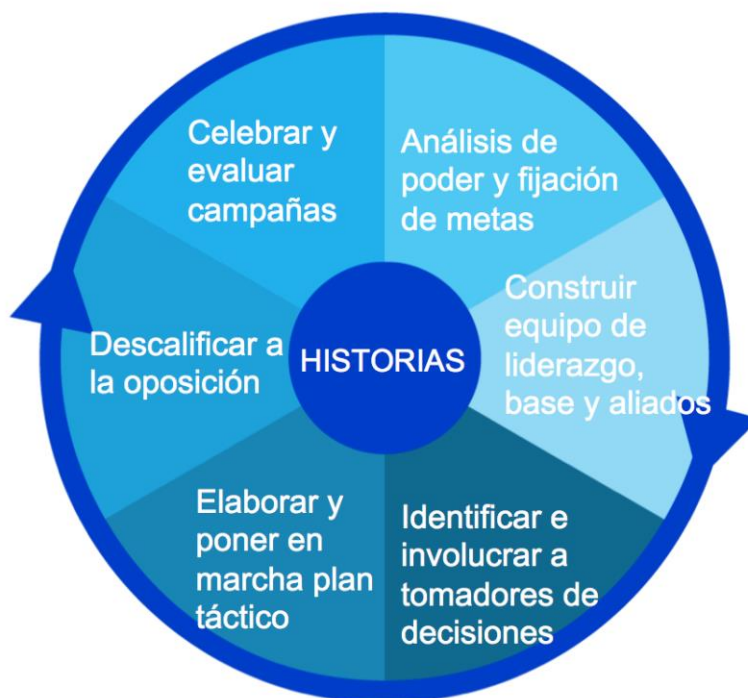 Análisis de
poder y fijación
de metas
Construir
equipo de
liderazgo,
base y aliados
Identificar e
involucrar a
tomadores de
decisiones
Elaborar y
poner en
marcha plan
táctico
Descalificar a
la oposición
Celebrar y
evaluar
campañas
HISTORIAS